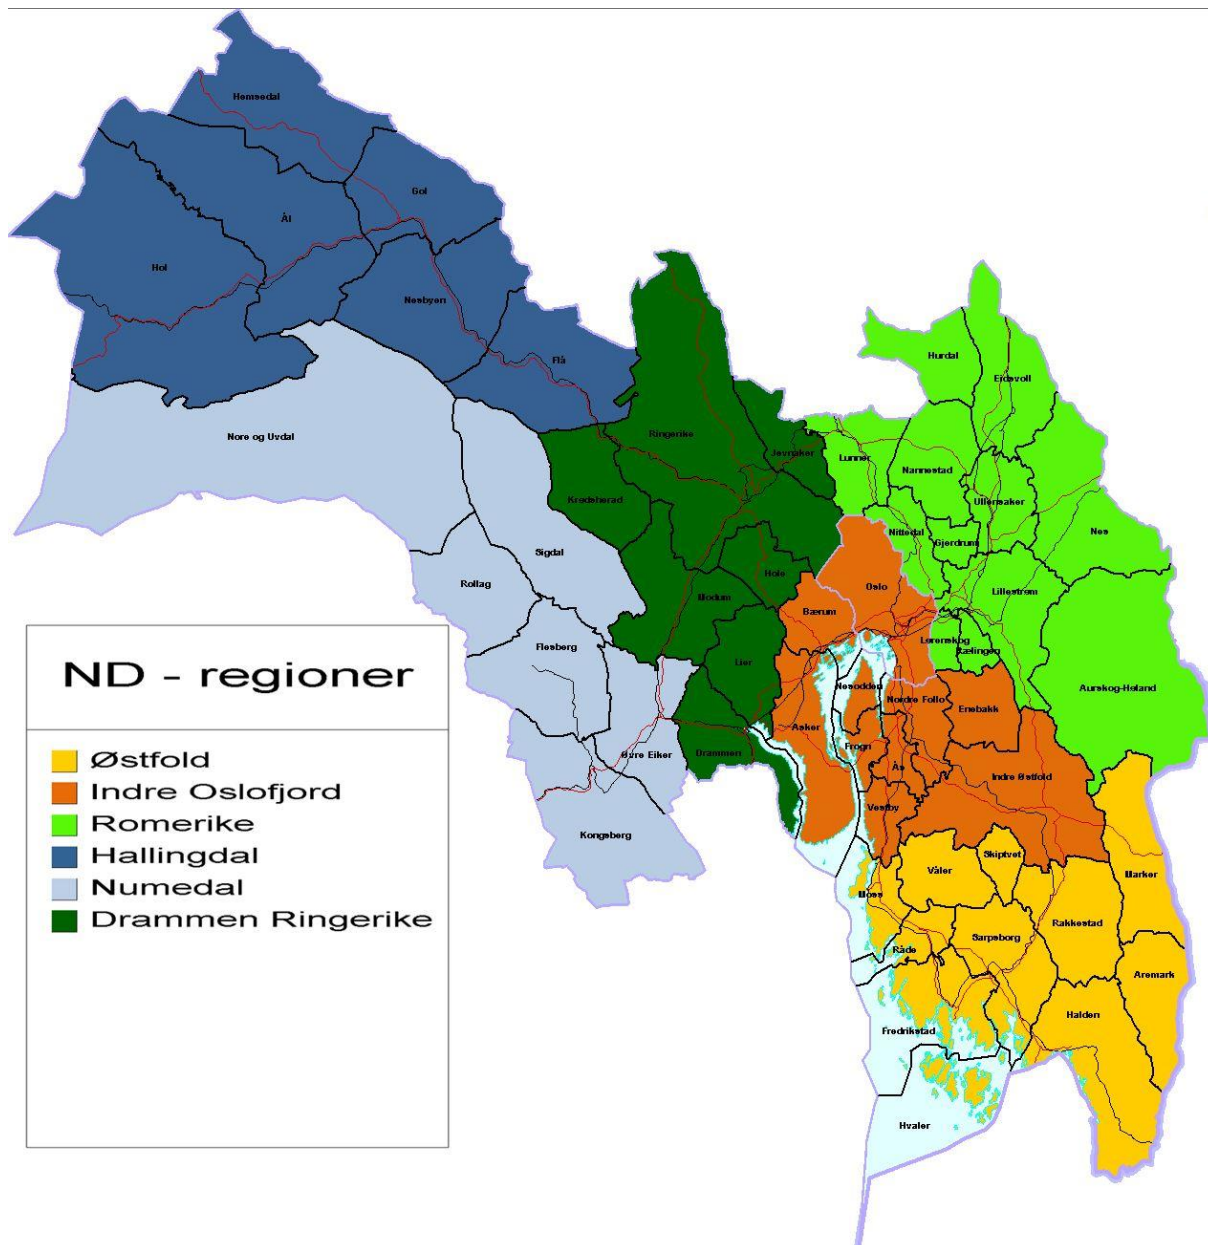 Hemsedal
Gol
Ål
Hol
Nesbyen
Flå
Nore og Uvdal
Ringerike
Jevnaker
Krødsherad
Sigdal
Rollag
Hole
Modum
Flesberg
Lier
Øvre Eiker
Drammen
Kongsberg
Hurdal
Eidsvoll
Lunner
Nannestad
Ullensaker
Nes
Nittedal
Gjerdrum
Oslo
Lillestrøm
Bærum
Lørenskog
Rælingen
Aurskog-Høland
Nesodden
Nordre Follo
Enebakk
Asker
Frogn
Ås
Indre Østfold
Vestby
Skiptvet
Våler
Marker
Moss
Rakkestad
Sarpsborg
Råde
Aremark
Halden
Fredrikstad
Hvaler
ND - regioner
Østfold
Indre Oslofjord
Romerike
Hallingdal
Numedal
Drammen Ringerike